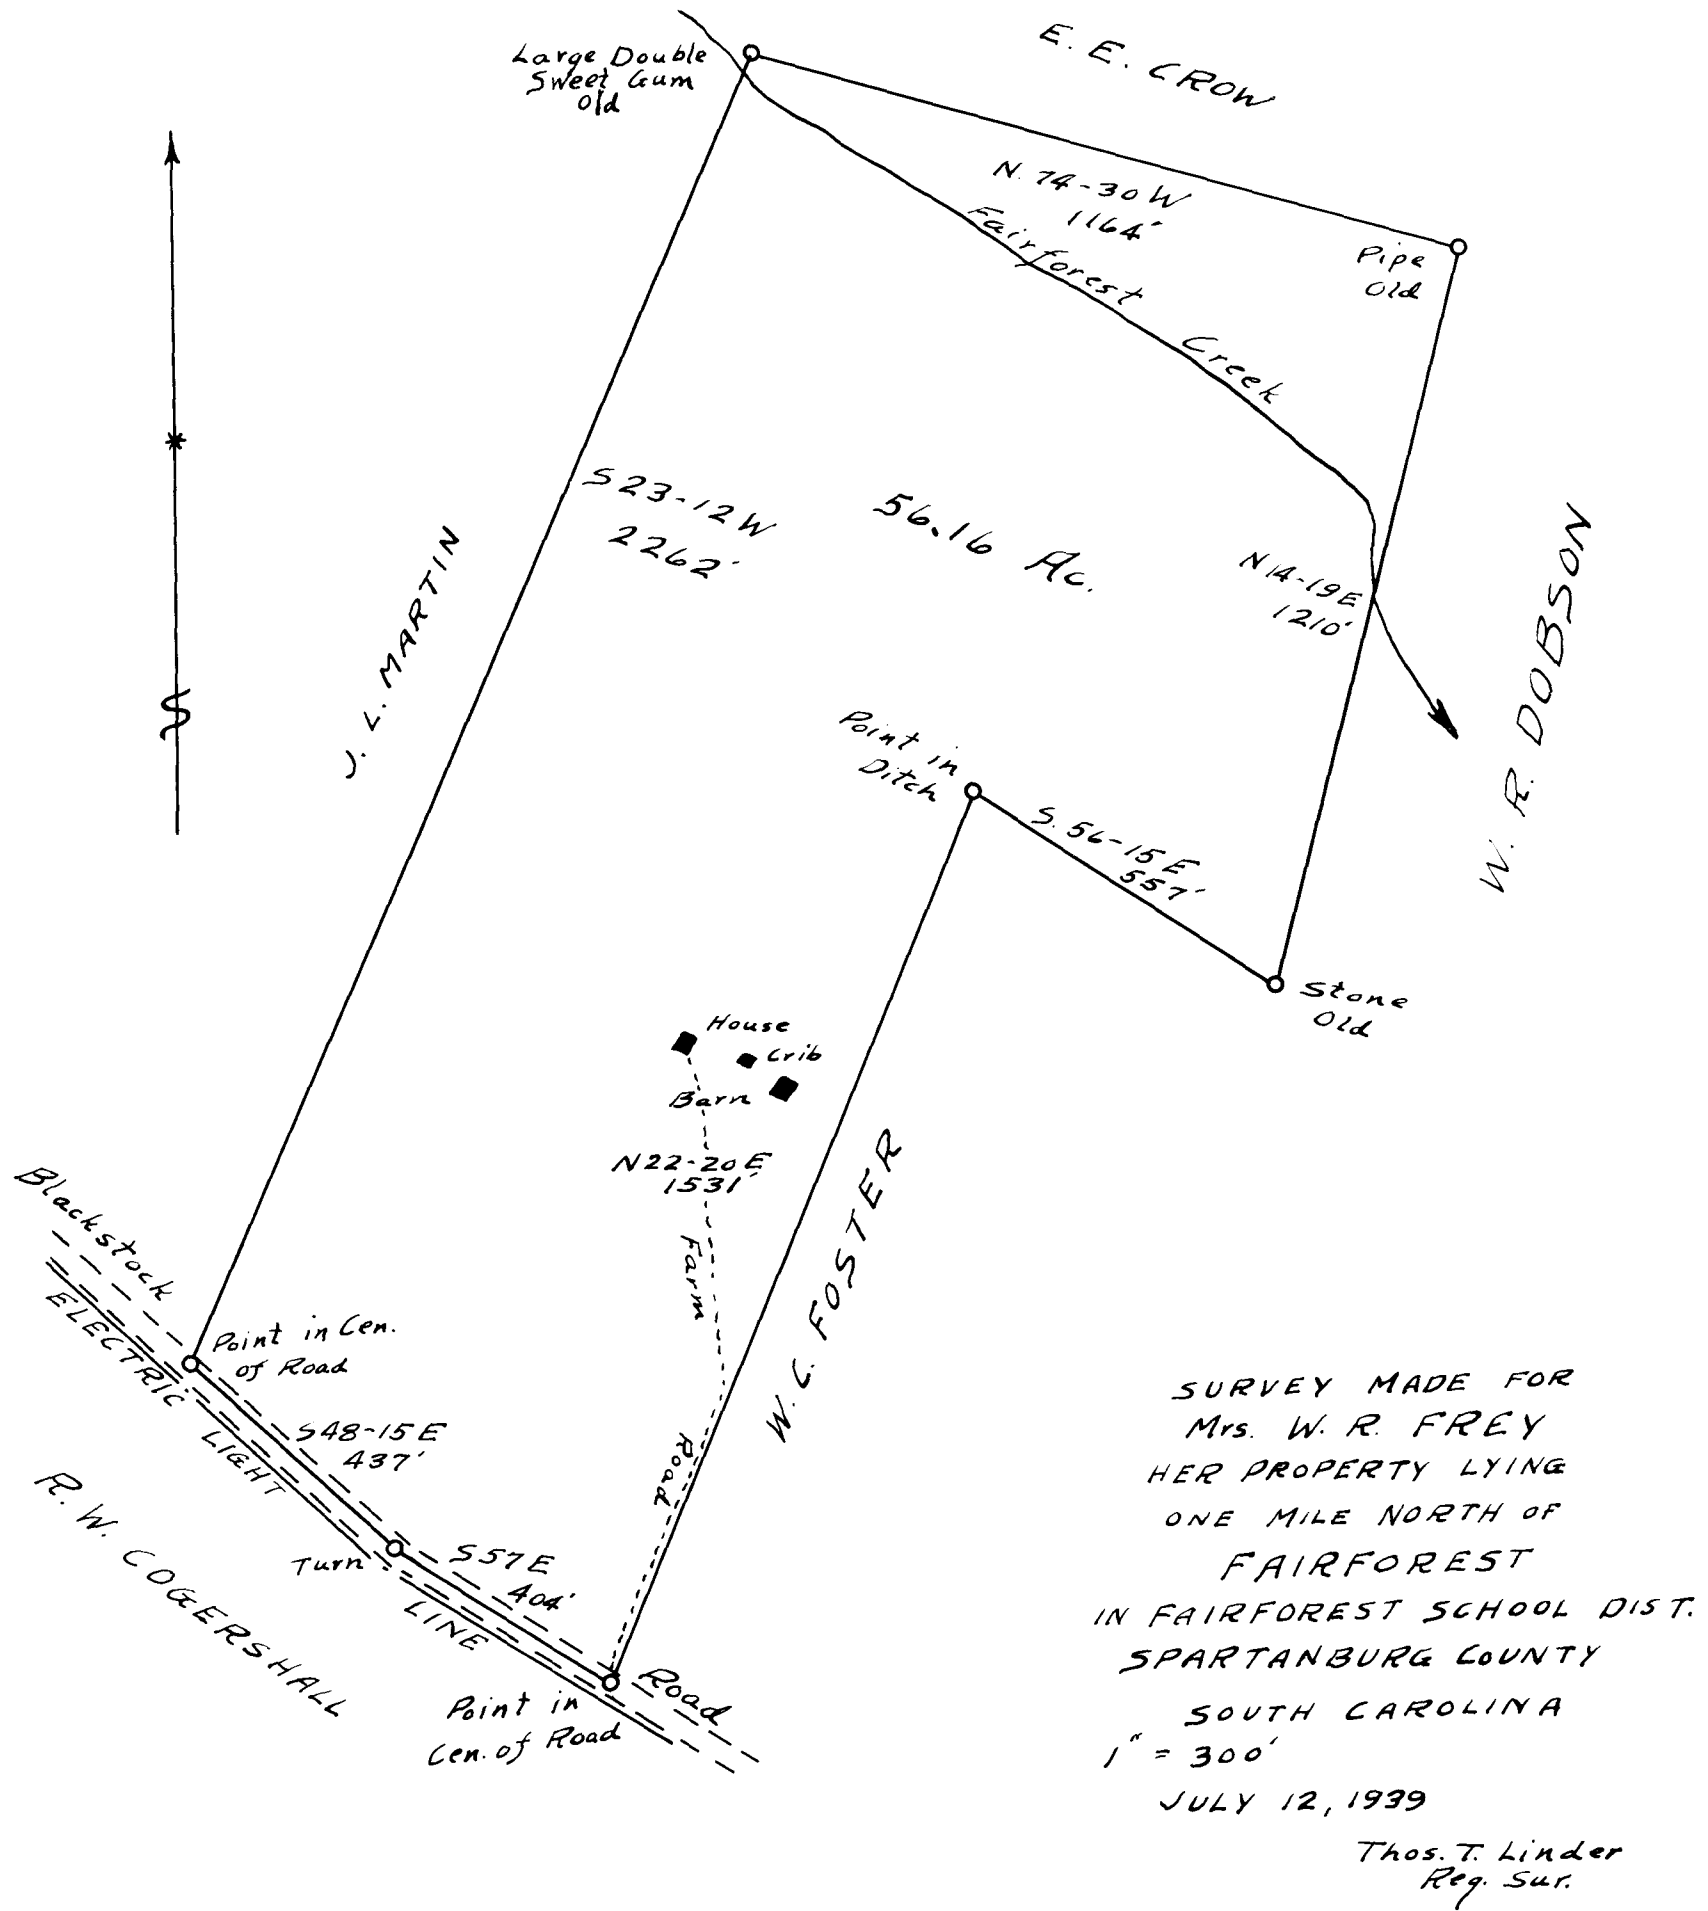 E. E. CROW
Large Double
Sweet Gum
Old
N. 74-30 W
1164'
Fairforest Creek
Pipe
Old
S 23-12 W
2262'
56.16 Ac.
N 14-19 E
1210'
J. L. MARTIN
W. R. DOBSON
Point in
Ditch
S. 56-15 E
557'
Stone
Old
House
Crib
Barn
N 22-20 E
1531'
Farm Road
W. C. FOSTER
Blackstock Road
ELECTRIC LIGHT LINE
Point in Cen.
of Road
S 48-15 E
437'
R. W. COGERSHALL
Turn
S 57 E
404'
Point in
Cen. of Road
SURVEY MADE FOR
Mrs. W. R. FREY
HER PROPERTY LYING
ONE MILE NORTH OF
FAIRFOREST
IN FAIRFOREST SCHOOL DIST.
SPARTANBURG COUNTY
SOUTH CAROLINA
1" = 300'
JULY 12, 1939
Thos. T. Linder
Reg. Sur.